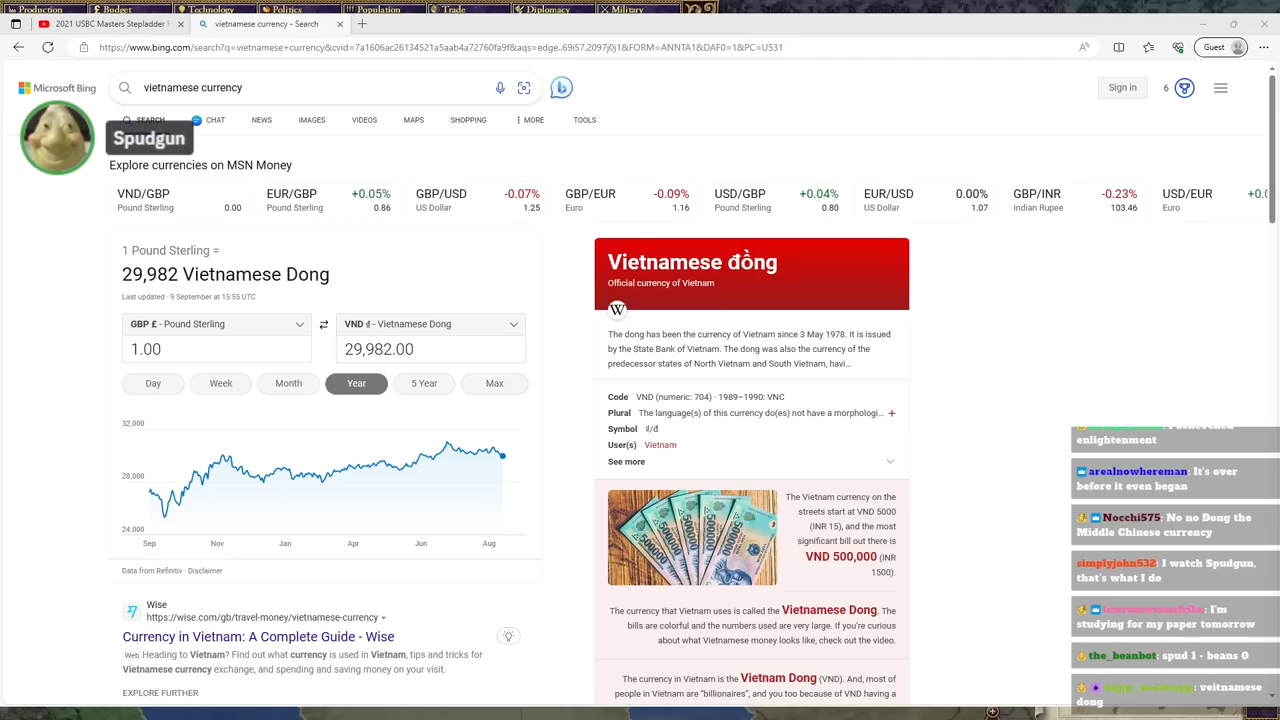 Production
Budget
Technology
Politics
Population
Trade
Diplomacy
Military
2021 USBC Masters Stepladder F
vietnamese currency - Search
https://www.bing.com/search?q=vietnamese+currency&cvid=7a1606ac26134521a5aab4a72760fa9f&aqs=edge..69i57.2097j0j1&FORM=ANNTA1&DAF0=1&PC=U531
Guest
Microsoft Bing
vietnamese currency
Sign in
6
SEARCH
CHAT
NEWS
IMAGES
VIDEOS
MAPS
SHOPPING
MORE
TOOLS
Spudgun
Explore currencies on MSN Money
VND/GBP
Pound Sterling 0.00
EUR/GBP +0.05%
Pound Sterling 0.86
GBP/USD -0.07%
US Dollar 1.25
GBP/EUR -0.09%
Euro 1.16
USD/GBP +0.04%
Pound Sterling 0.80
EUR/USD 0.00%
US Dollar 1.07
GBP/INR -0.23%
Indian Rupee 103.46
USD/EUR +0.0
Euro
1 Pound Sterling =
29,982 Vietnamese Dong
Last updated · 9 September at 15:55 UTC
GBP £ - Pound Sterling
VND ₫ - Vietnamese Dong
1.00
29,982.00
Day
Week
Month
Year
5 Year
Max
32,000
28,000
24,000
Sep
Nov
Jan
Apr
Jun
Aug
Data from Refinitiv · Disclaimer
Wise
https://wise.com/gb/travel-money/vietnamese-currency
Currency in Vietnam: A Complete Guide - Wise
Web Heading to Vietnam? Find out what currency is used in Vietnam, tips and tricks for
Vietnamese currency exchange, and spending and saving money on your visit.
EXPLORE FURTHER
Vietnamese đồng
Official currency of Vietnam
W
The dong has been the currency of Vietnam since 3 May 1978. It is issued
by the State Bank of Vietnam. The dong was also the currency of the
predecessor states of North Vietnam and South Vietnam, havi…
Code VND (numeric: 704) · 1989–1990: VNC
Plural The language(s) of this currency do(es) not have a morphologi…
Symbol ₫/đ
User(s) Vietnam
See more
The Vietnam currency on the
streets start at VND 5000
(INR 15), and the most
significant bill out there is
VND 500,000 (INR
1500).
The currency that Vietnam uses is called the Vietnamese Dong. The
bills are colorful and the numbers used are very large. If you're curious
about what Vietnamese money looks like, check out the video.
The currency in Vietnam is the Vietnam Dong (VND). And, most of
people in Vietnam are “billionaires”, and you too because of VND having a
enlightenment
arealnowhereman: It's over
before it even began
Nocchi575: No no Dong the
Middle Chinese currency
simplyjohn532: I watch Spudgun,
that's what I do
I'm
studying for my paper tomorrow
the_beanbot: spud 1 - beans 0
veitnamese
dong